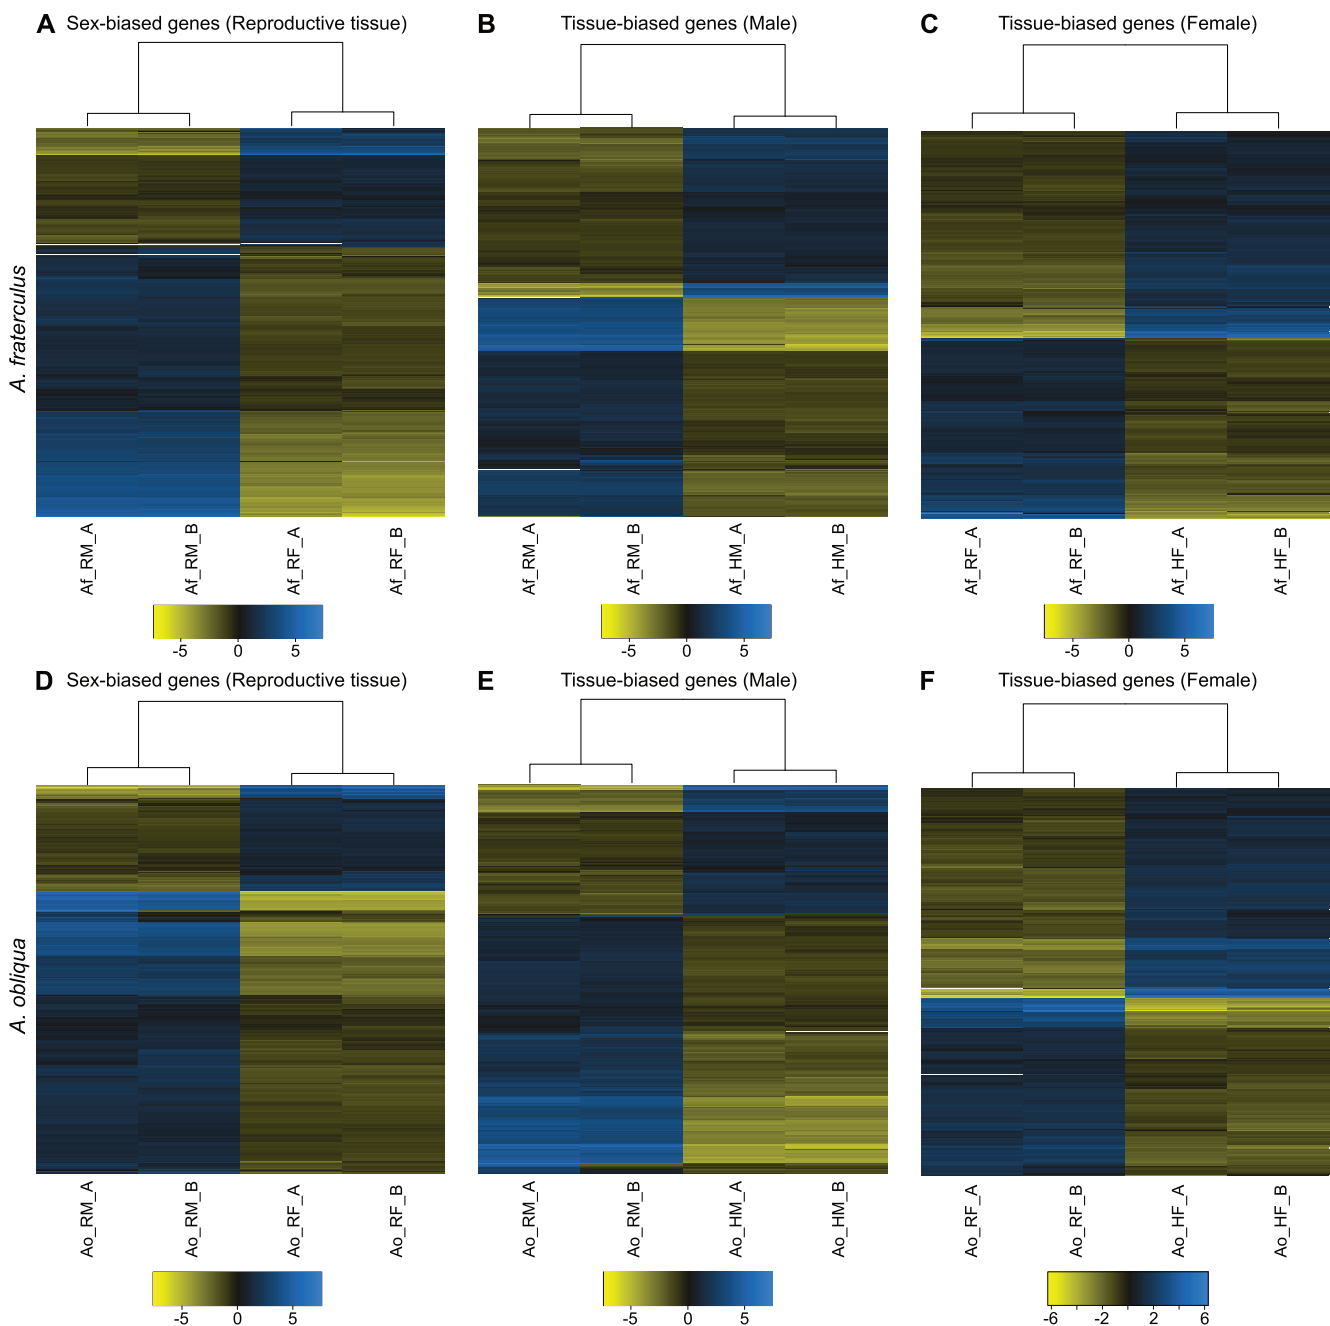 A Sex-biased genes (Reproductive tissue)
B Tissue-biased genes (Male)
C Tissue-biased genes (Female)
A. fraterculus
Af_RM_A
Af_RM_B
Af_RF_A
Af_RF_B
Af_RM_A
Af_RM_B
Af_HM_A
Af_HM_B
Af_RF_A
Af_RF_B
Af_HF_A
Af_HF_B
-5 0 5
-5 0 5
-5 0 5
D Sex-biased genes (Reproductive tissue)
E Tissue-biased genes (Male)
F Tissue-biased genes (Female)
A. obliqua
Ao_RM_A
Ao_RM_B
Ao_RF_A
Ao_RF_B
Ao_RM_A
Ao_RM_B
Ao_HM_A
Ao_HM_B
Ao_RF_A
Ao_RF_B
Ao_HF_A
Ao_HF_B
-5 0 5
-5 0 5
-6 -2 2 6